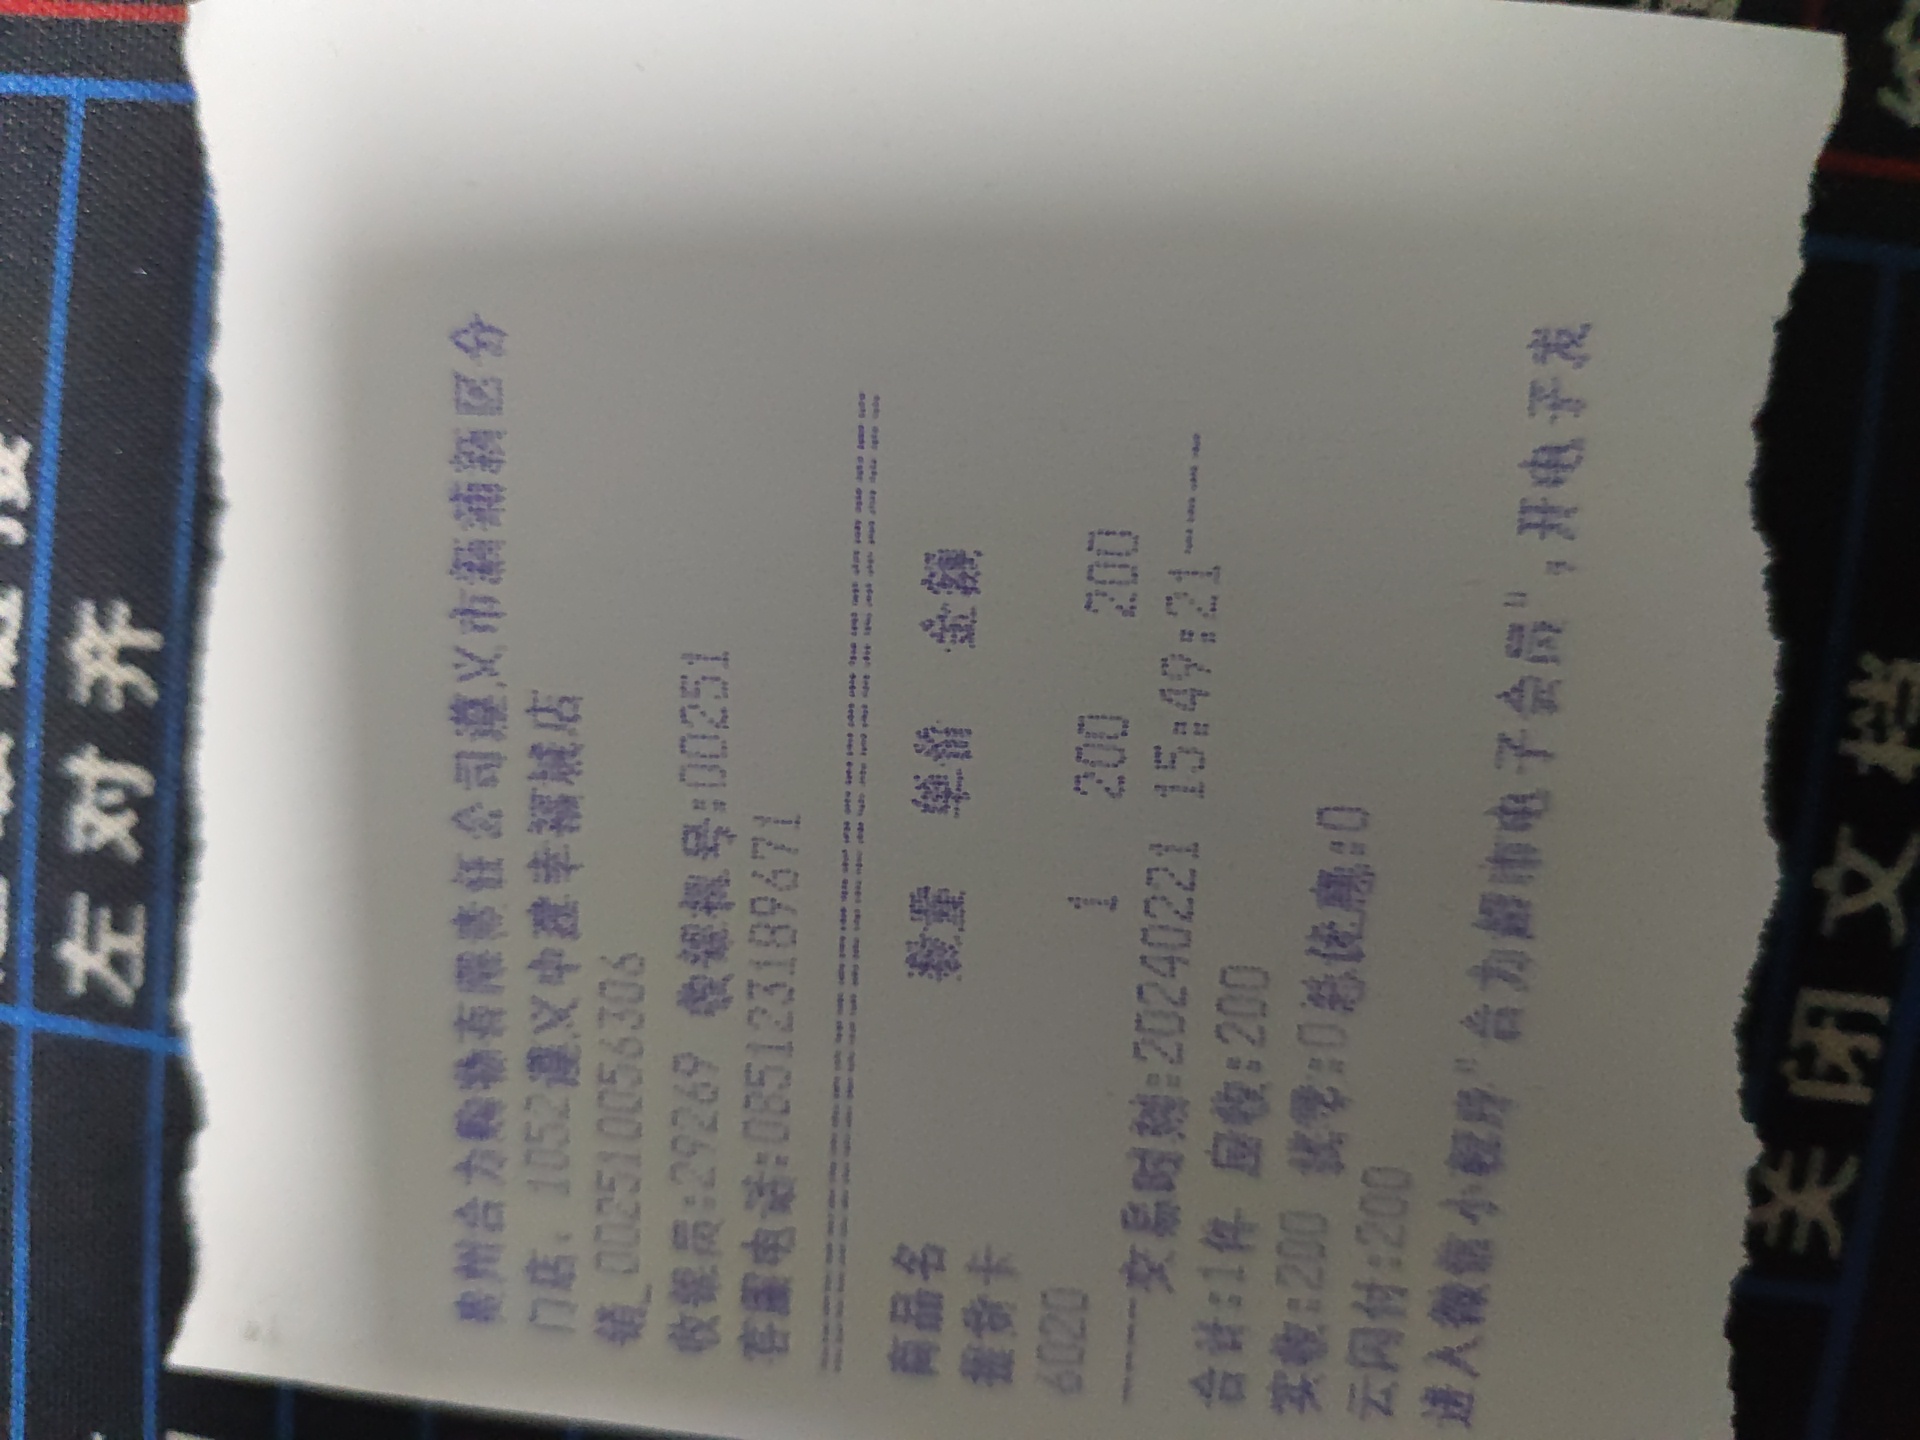 贵州合力购物有限责任公司遵义市新蒲新区分
门店: 1052遵义中建幸福城店
销_002510056306
收银员:29269 收银机号:00251
客服电话:085123189671
================================
商品名 数量 单价 金额
提货卡
6020 1 200 200
-----交易时刻:20240221 15:49:21-----
合计:1件 应收:200
实收:200 找零:0总优惠:0
云闪付:200
进入微信小程序"合力超市电子会员",开电子发
左对齐
关闭文档